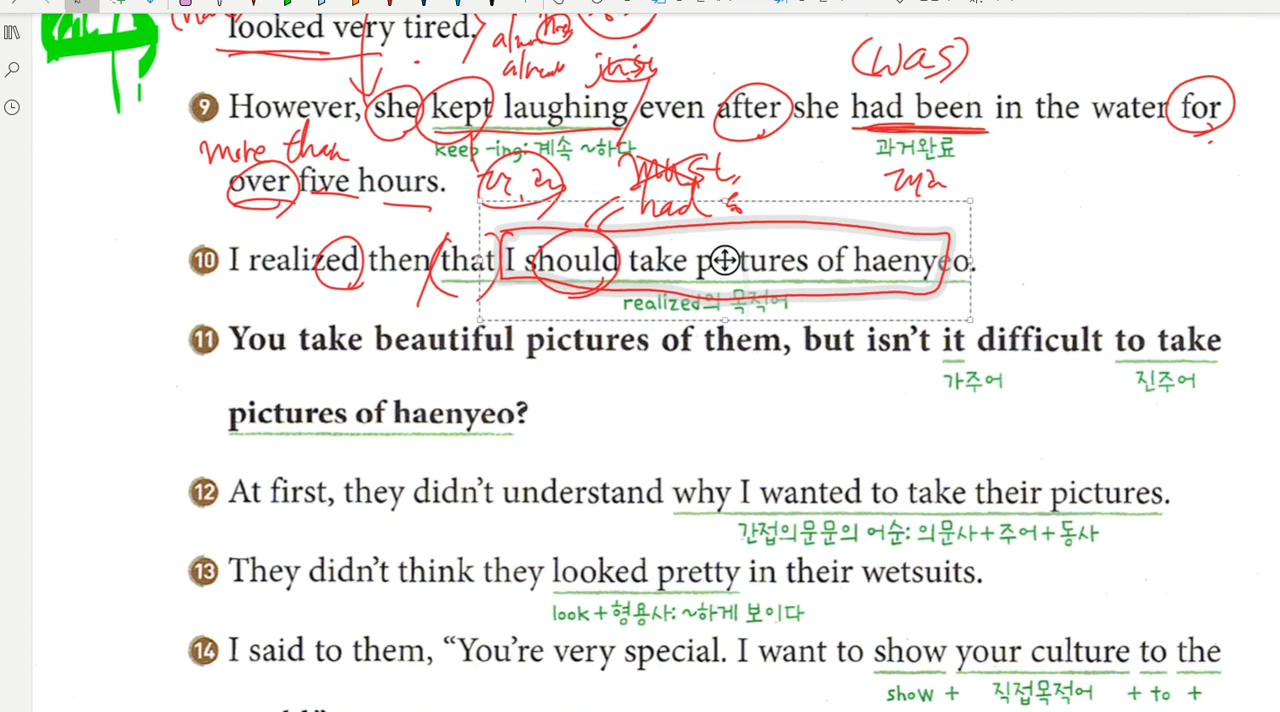 looked very tired.
(was)
9 However, she kept laughing even after she had been in the water for
more than
keep -ing: 계속 ~하다
과거완료
over five hours.
must,
had
10 I realized then that I should take pictures of haenyeo.
realized의 목적어
11 You take beautiful pictures of them, but isn't it difficult to take
가주어
진주어
pictures of haenyeo?
12 At first, they didn't understand why I wanted to take their pictures.
간접의문문의 어순: 의문사+주어+동사
13 They didn't think they looked pretty in their wetsuits.
look+형용사: ~하게 보이다
14 I said to them, “You're very special. I want to show your culture to the
show + 직접목적어 + to +